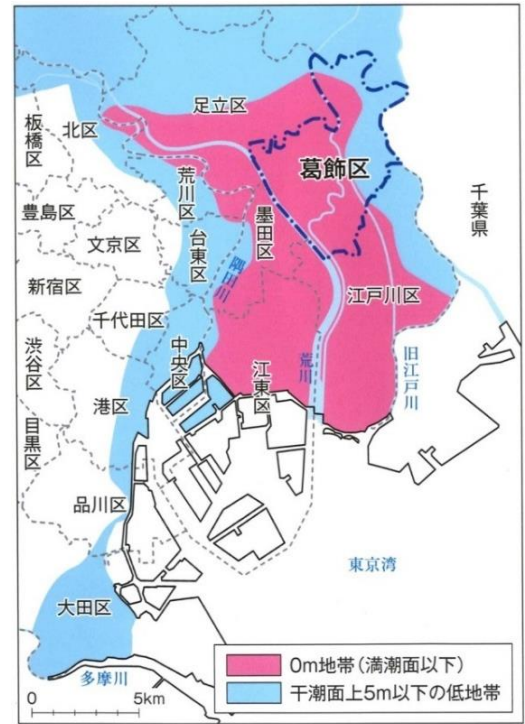 足立区
葛飾区
北区
板橋区
荒川区
豊島区
文京区
台東区
墨田区
隅田川
千葉県
新宿区
千代田区
江戸川区
渋谷区
中央区
江東区
荒川
旧江戸川
港区
目黒区
品川区
東京湾
大田区
多摩川
0
5km
0m地帯(満潮面以下)
干潮面上5m以下の低地帯